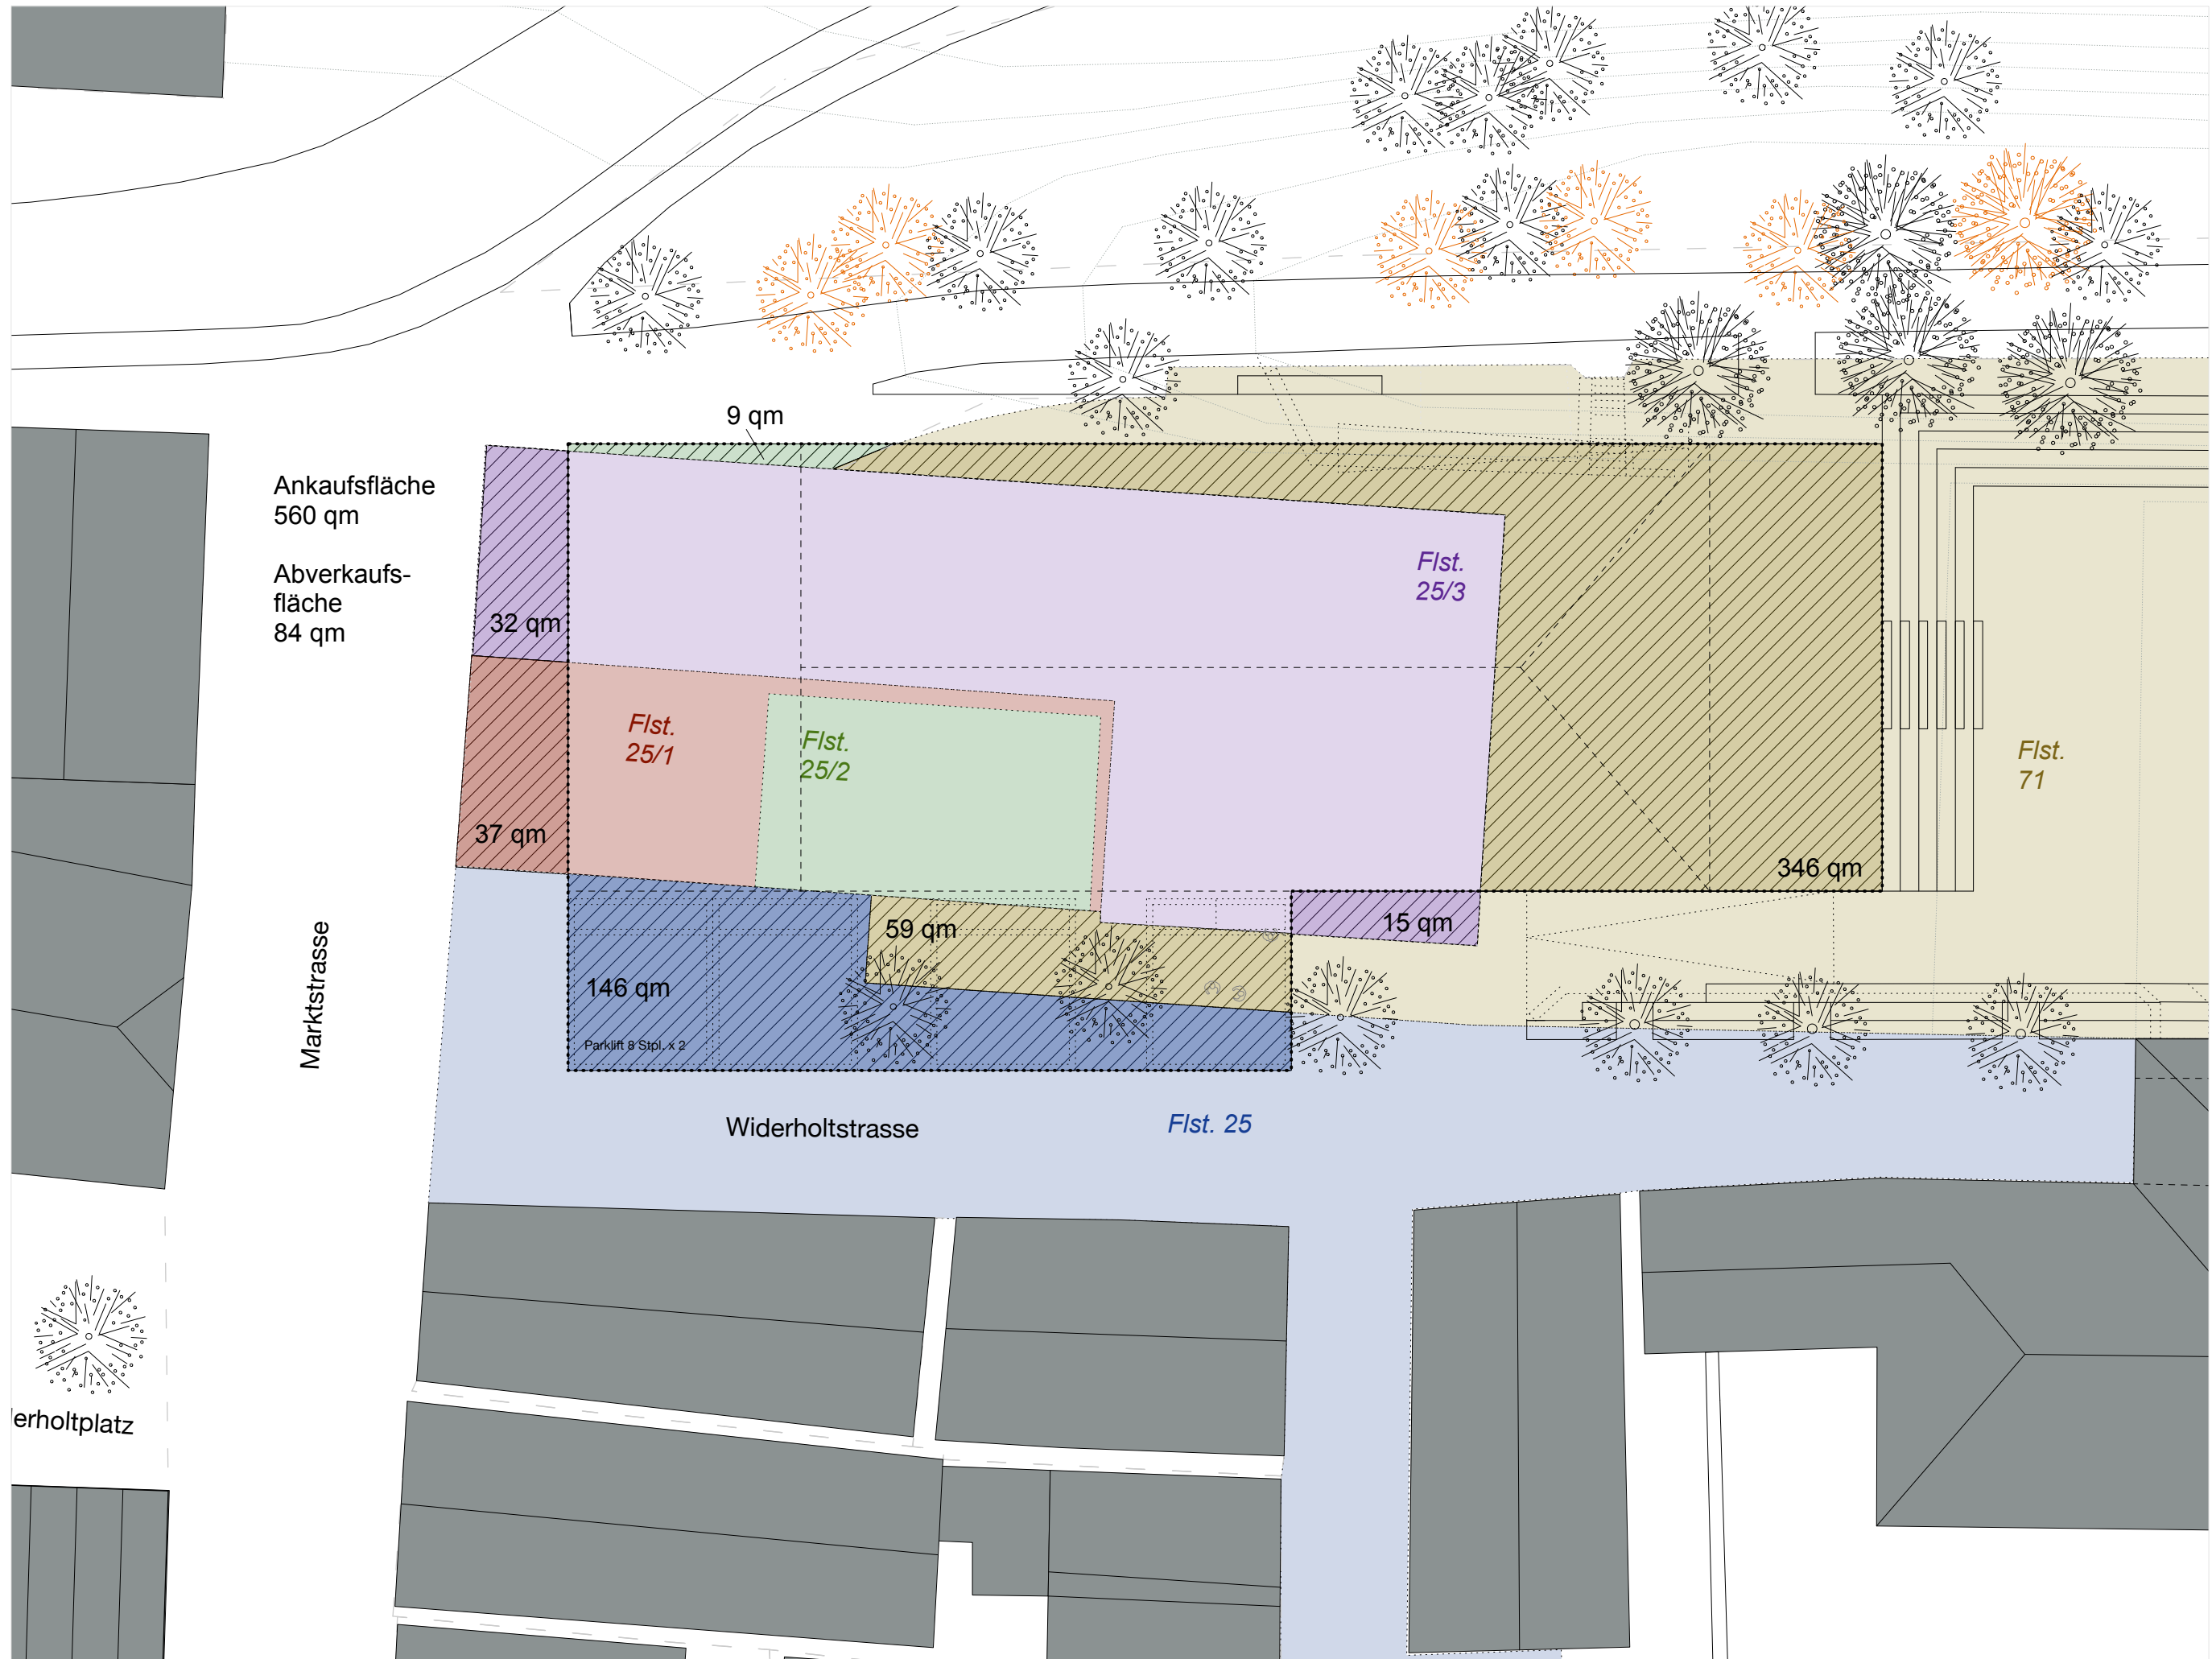 9 qm
Ankaufsfläche
560 qm
Abverkaufs-
fläche
84 qm
32 qm
Flst.
25/3
Flst.
25/1
Flst.
25/2
Flst.
71
37 qm
346 qm
59 qm
15 qm
146 qm
Parklift 8 Stpl. x 2
Marktstrasse
Widerholtstrasse
Flst. 25
erholtplatz